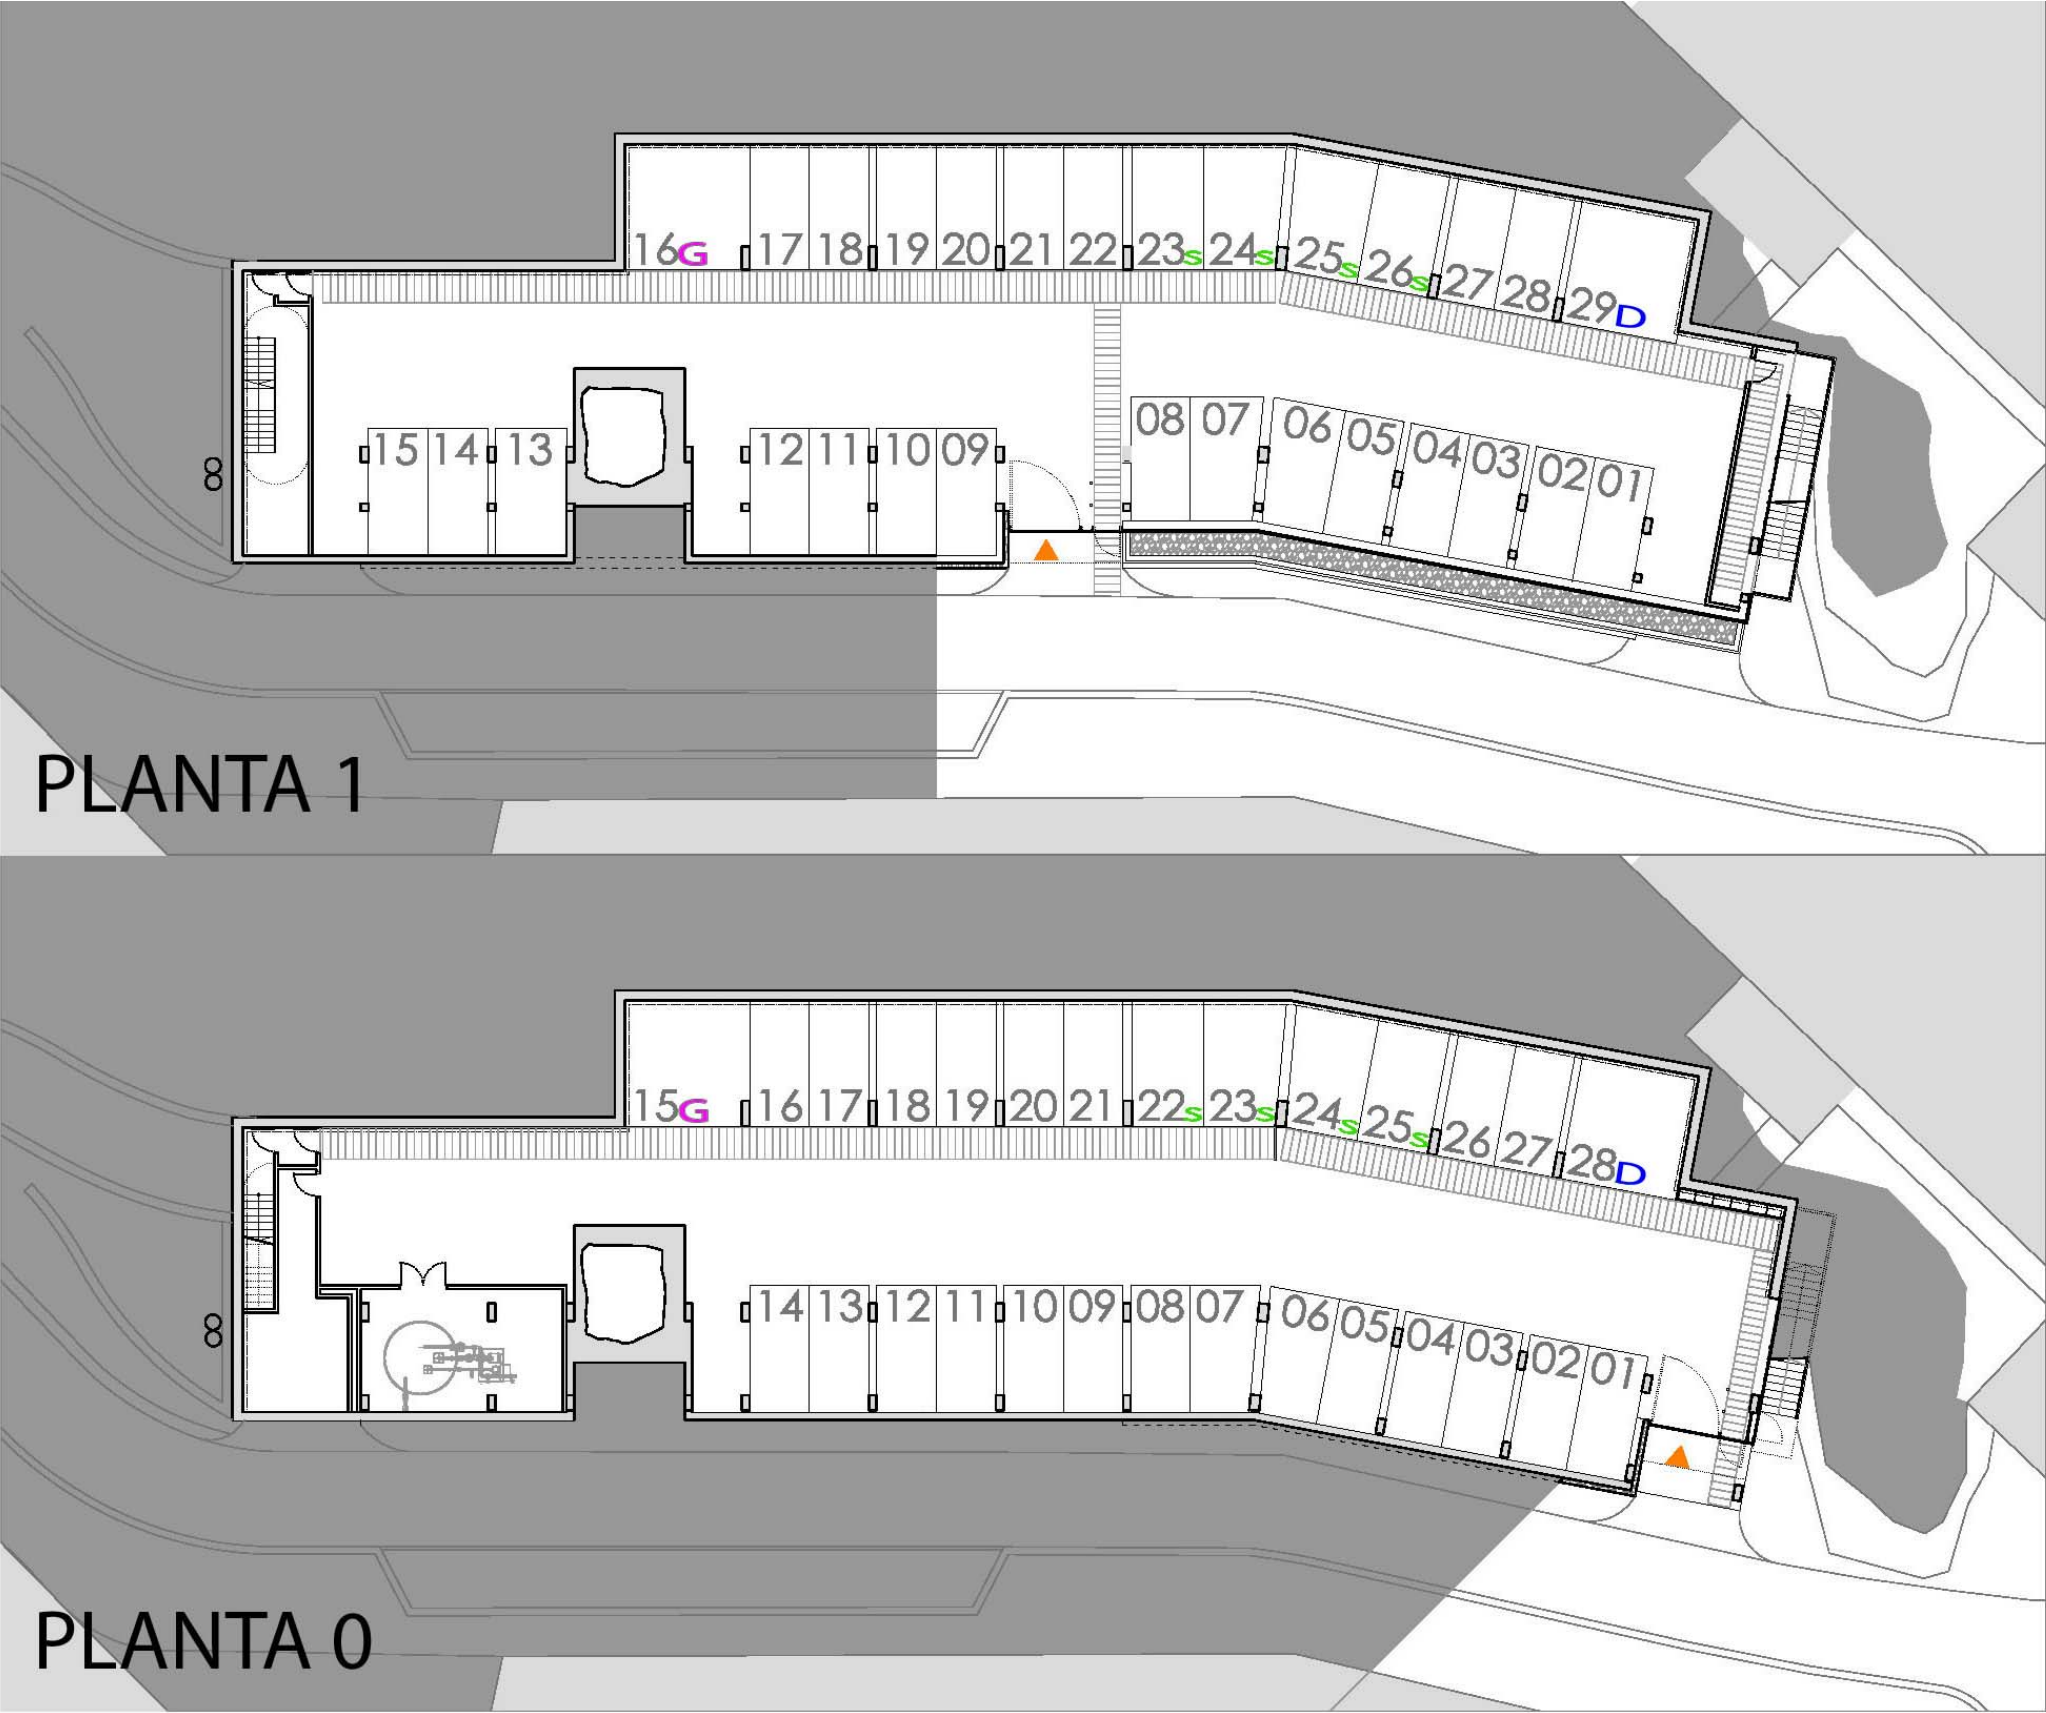 16G 17 18 19 20 21 22 23s 24s 25s 26s 27 28 29D
15 14 13 12 11 10 09 08 07 06 05 04 03 02 01
8
PLANTA 1
15G 16 17 18 19 20 21 22s 23s 24s 25s 26 27 28D
14 13 12 11 10 09 08 07 06 05 04 03 02 01
8
PLANTA 0